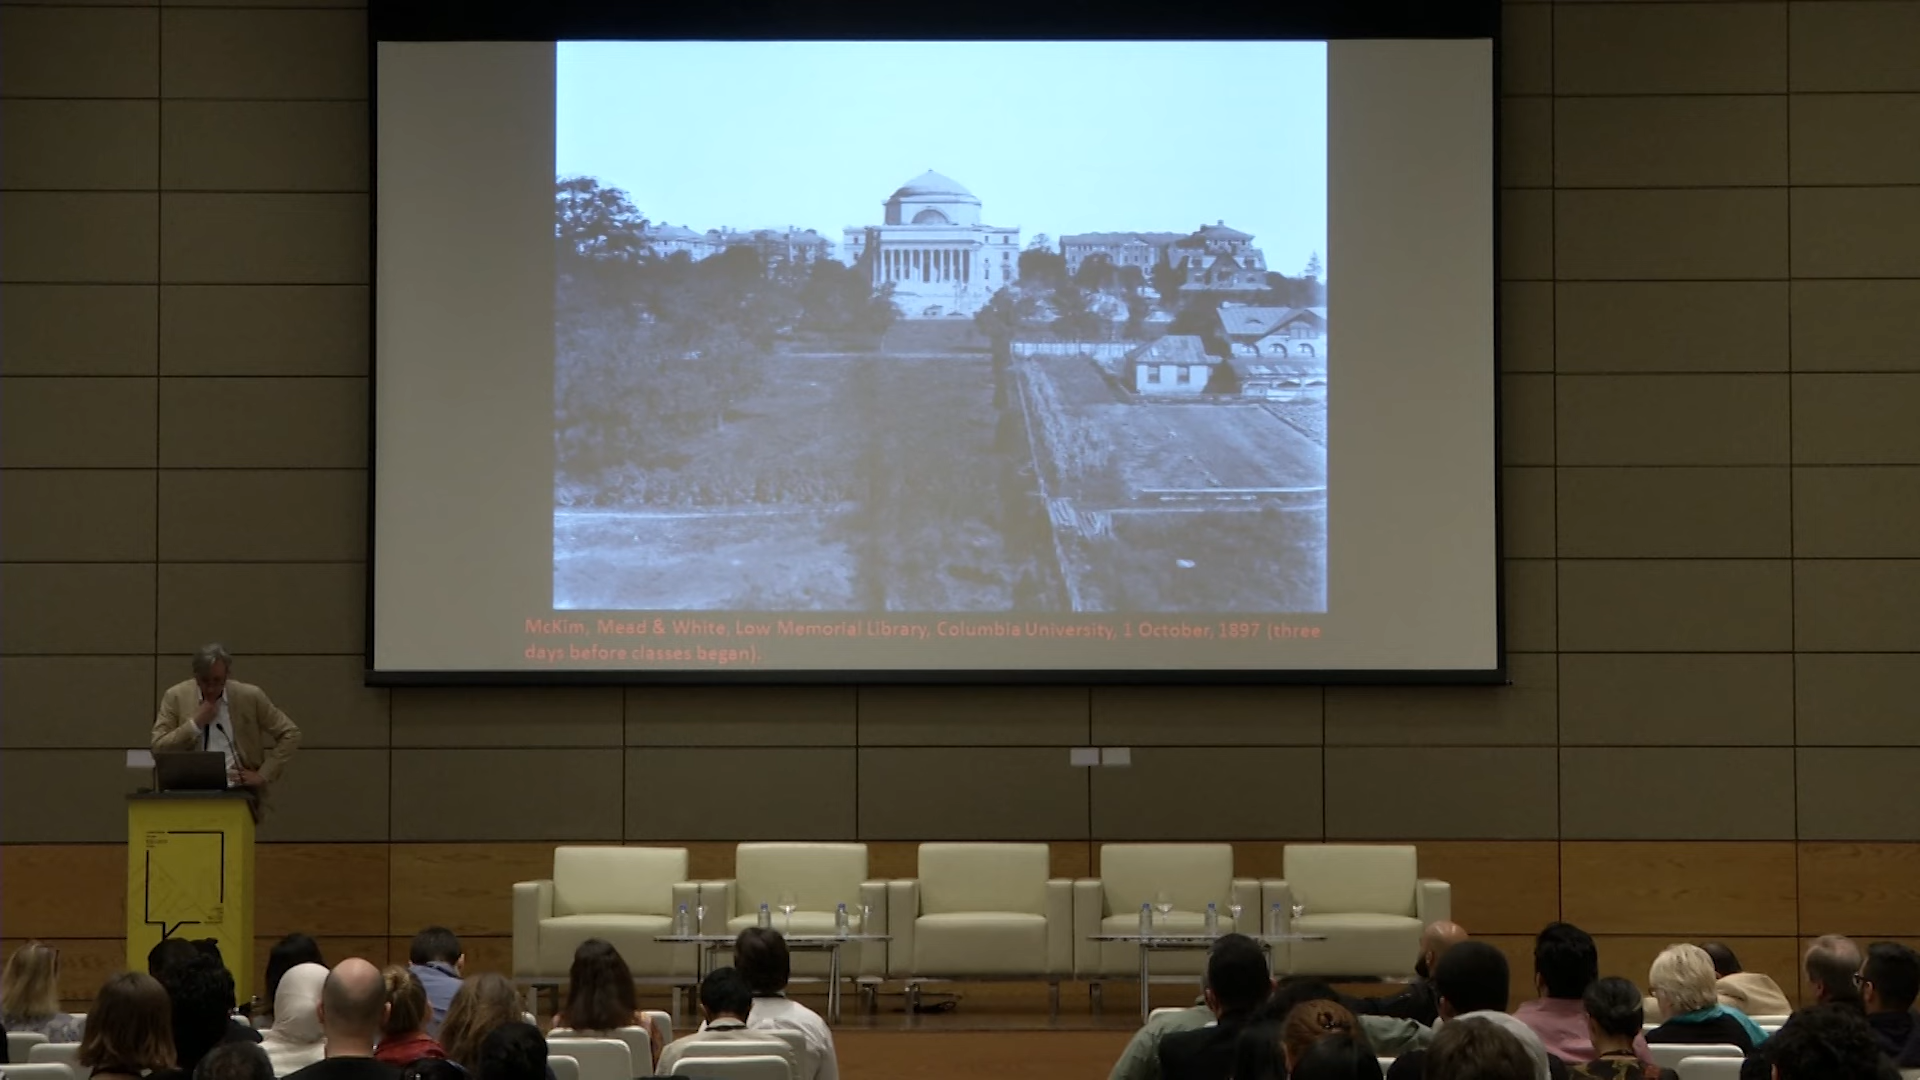 McKim, Mead & White, Low Memorial Library, Columbia University, 1 October, 1897 (three
days before classes began).